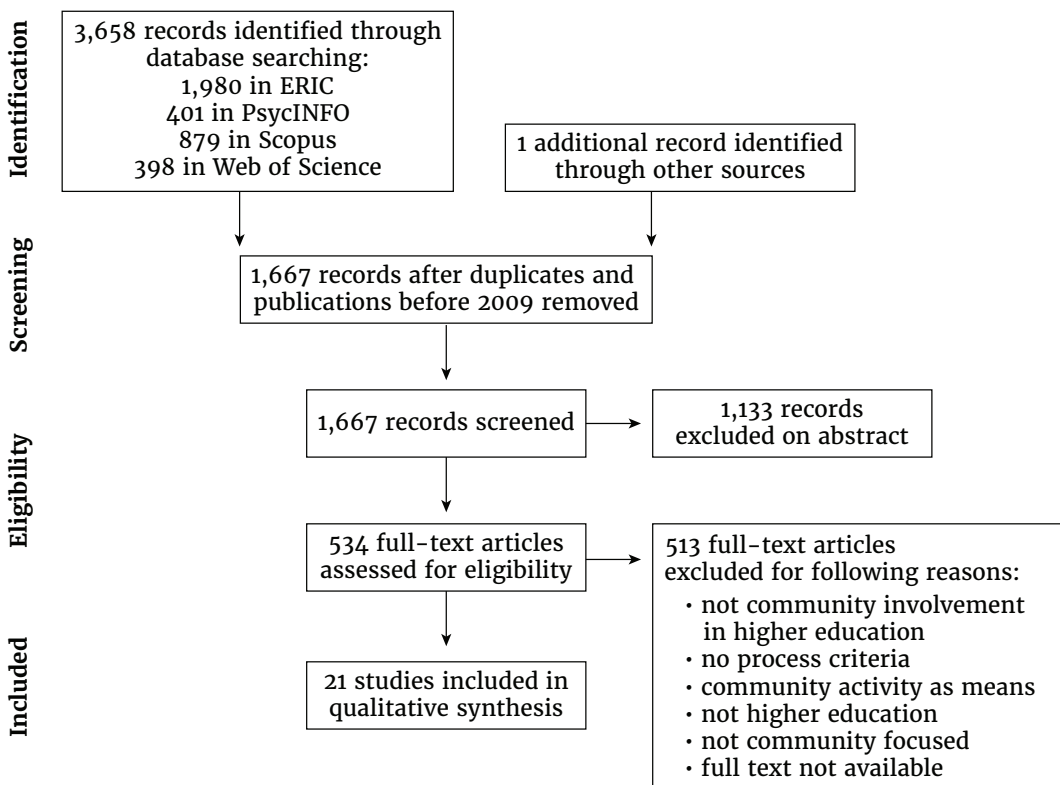 Identification
3,658 records identified through
database searching:
1,980 in ERIC
401 in PsycINFO
879 in Scopus
398 in Web of Science
1 additional record identified
through other sources
Screening
1,667 records after duplicates and
publications before 2009 removed
Eligibility
1,667 records screened
1,133 records
excluded on abstract
534 full-text articles
assessed for eligibility
513 full-text articles
excluded for following reasons:
· not community involvement
in higher education
· no process criteria
· community activity as means
· not higher education
· not community focused
· full text not available
Included
21 studies included in
qualitative synthesis